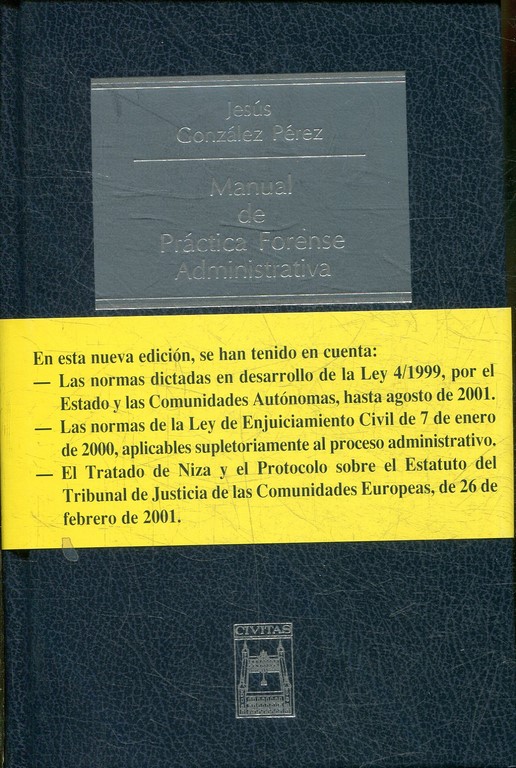 Jesús
González Pérez
Manual
de
Práctica Forense
Administrativa
En esta nueva edición, se han tenido en cuenta:
— Las normas dictadas en desarrollo de la Ley 4/1999, por el
Estado y las Comunidades Autónomas, hasta agosto de 2001.
— Las normas de la Ley de Enjuiciamiento Civil de 7 de enero
de 2000, aplicables supletoriamente al proceso administrativo.
— El Tratado de Niza y el Protocolo sobre el Estatuto del
Tribunal de Justicia de las Comunidades Europeas, de 26 de
febrero de 2001.
CIVITAS